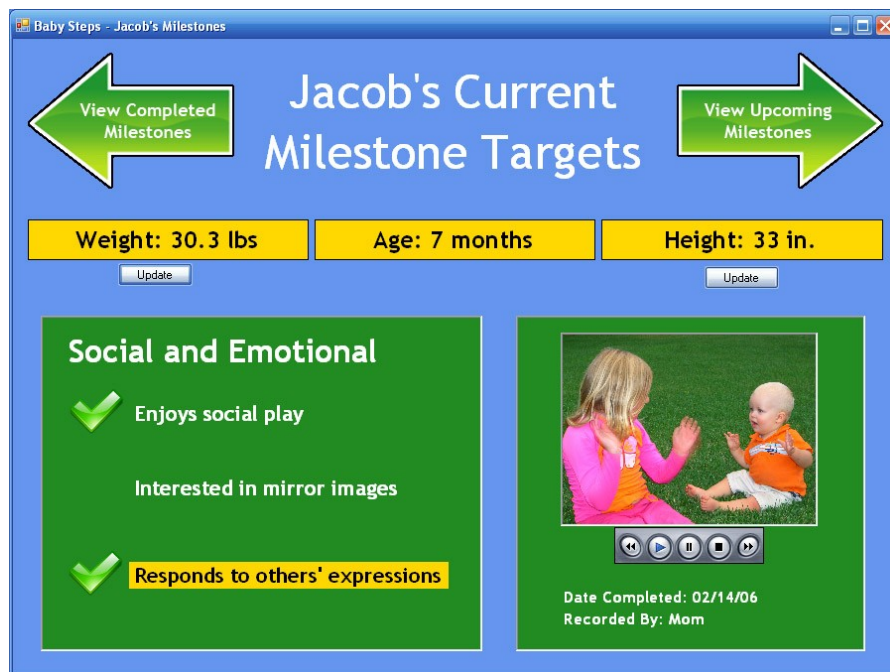 Baby Steps - Jacob's Milestones
View Completed
Milestones
Jacob's Current
Milestone Targets
View Upcoming
Milestones
Weight: 30.3 lbs
Age: 7 months
Height: 33 in.
Update
Update
Social and Emotional
Enjoys social play
Interested in mirror images
Responds to others' expressions
Date Completed: 02/14/06
Recorded By: Mom